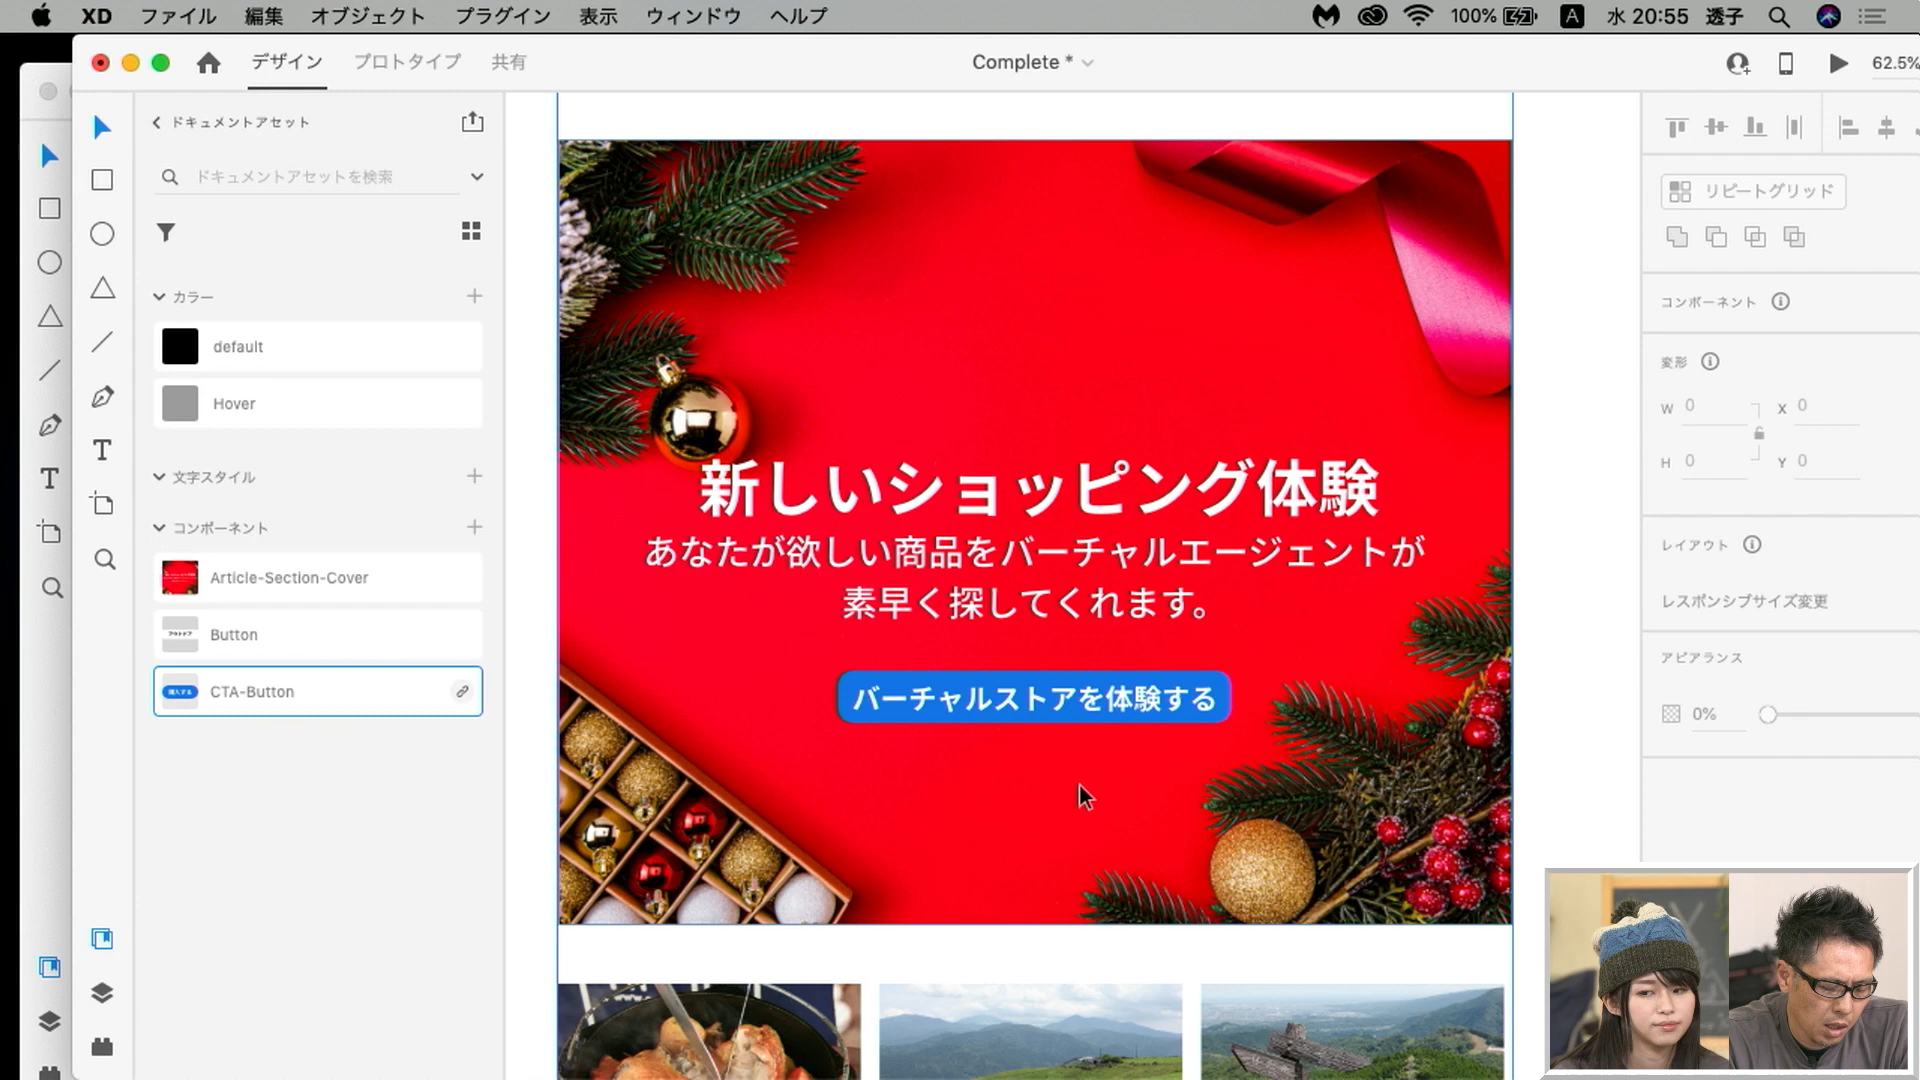 XD ファイル 編集 オブジェクト プラグイン 表示 ウィンドウ ヘルプ 100% A 水 20:55 透子
デザイン プロトタイプ 共有 Complete * 62.5%
ドキュメントアセット
ドキュメントアセットを検索
カラー
default
Hover
文字スタイル
コンポーネント
Article-Section-Cover
Button
CTA-Button
新しいショッピング体験
あなたが欲しい商品をバーチャルエージェントが
素早く探してくれます。
バーチャルストアを体験する
リピートグリッド
コンポーネント
変形
W 0 X 0
H 0 Y 0
レイアウト
レスポンシブサイズ変更
アピアランス
0%